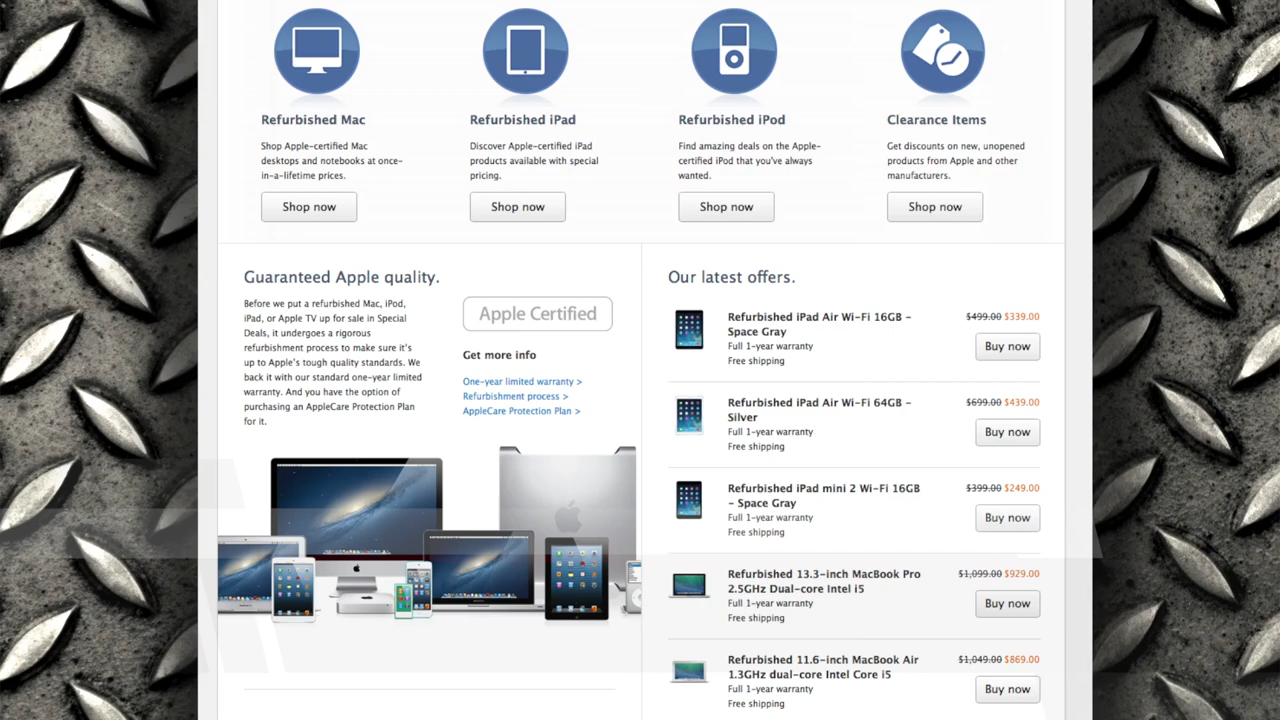 Refurbished Mac
Shop Apple-certified Mac
desktops and notebooks at once-
in-a-lifetime prices.
Shop now
Refurbished iPad
Discover Apple-certified iPad
products available with special
pricing.
Shop now
Refurbished iPod
Find amazing deals on the Apple-
certified iPod that you've always
wanted.
Shop now
Clearance Items
Get discounts on new, unopened
products from Apple and other
manufacturers.
Shop now
Guaranteed Apple quality.
Before we put a refurbished Mac, iPod,
iPad, or Apple TV up for sale in Special
Deals, it undergoes a rigorous
refurbishment process to make sure it's
up to Apple's tough quality standards. We
back it with our standard one-year limited
warranty. And you have the option of
purchasing an AppleCare Protection Plan
for it.
Apple Certified
Get more info
One-year limited warranty >
Refurbishment process >
AppleCare Protection Plan >
Our latest offers.
Refurbished iPad Air Wi-Fi 16GB –
Space Gray
Full 1-year warranty
Free shipping
$499.00 $339.00
Buy now
Refurbished iPad Air Wi-Fi 64GB –
Silver
Full 1-year warranty
Free shipping
$699.00 $439.00
Buy now
Refurbished iPad mini 2 Wi-Fi 16GB
– Space Gray
Full 1-year warranty
Free shipping
$399.00 $249.00
Buy now
Refurbished 13.3-inch MacBook Pro
2.5GHz Dual-core Intel i5
Full 1-year warranty
Free shipping
$1,099.00 $929.00
Buy now
Refurbished 11.6-inch MacBook Air
1.3GHz dual-core Intel Core i5
Full 1-year warranty
Free shipping
$1,049.00 $869.00
Buy now